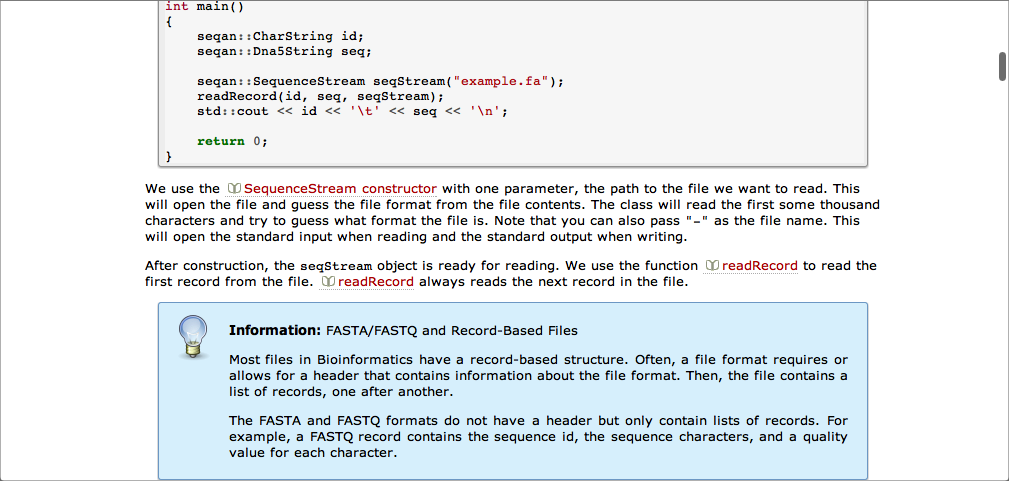 int main()
{
    seqan::CharString id;
    seqan::Dna5String seq;

    seqan::SequenceStream seqStream("example.fa");
    readRecord(id, seq, seqStream);
    std::cout << id << '\t' << seq << '\n';

    return 0;
}
We use the SequenceStream constructor with one parameter, the path to the file we want to read. This
will open the file and guess the file format from the file contents. The class will read the first some thousand
characters and try to guess what format the file is. Note that you can also pass "-" as the file name. This
will open the standard input when reading and the standard output when writing.
After construction, the seqStream object is ready for reading. We use the function readRecord to read the
first record from the file. readRecord always reads the next record in the file.
Information: FASTA/FASTQ and Record-Based Files
Most files in Bioinformatics have a record-based structure. Often, a file format requires or
allows for a header that contains information about the file format. Then, the file contains a
list of records, one after another.
The FASTA and FASTQ formats do not have a header but only contain lists of records. For
example, a FASTQ record contains the sequence id, the sequence characters, and a quality
value for each character.